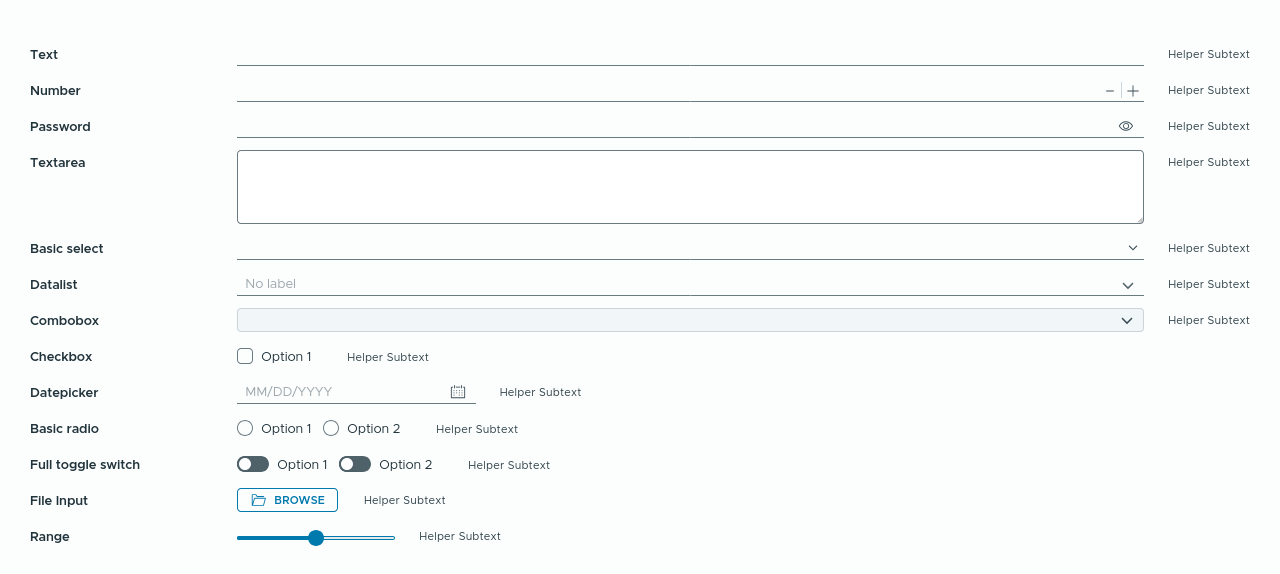 Text Helper Subtext
Number Helper Subtext
Password Helper Subtext
Textarea Helper Subtext
Basic select Helper Subtext
Datalist No label Helper Subtext
Combobox Helper Subtext
Checkbox Option 1 Helper Subtext
Datepicker MM/DD/YYYY Helper Subtext
Basic radio Option 1 Option 2 Helper Subtext
Full toggle switch Option 1 Option 2 Helper Subtext
File Input BROWSE Helper Subtext
Range Helper Subtext